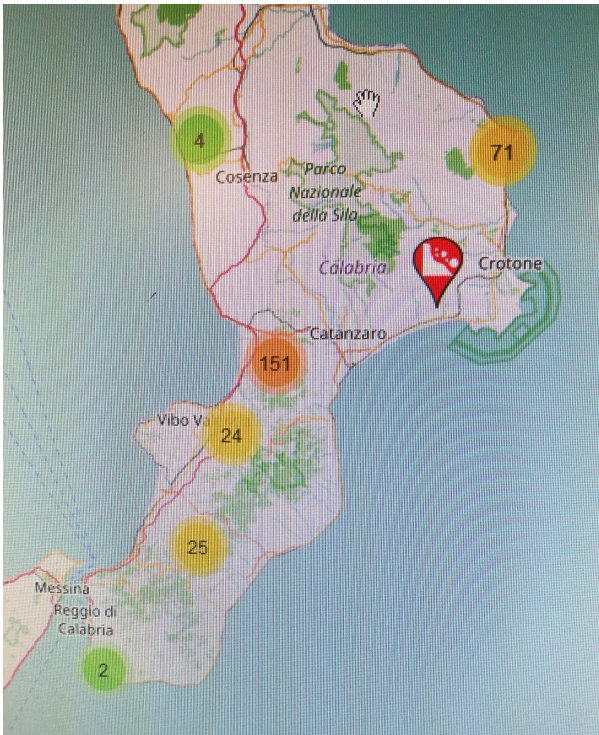 4
71
Cosenza
Parco
Nazionale
della Sila
Calabria
Crotone
Catanzaro
151
Vibo Va
24
25
Messina
Reggio di
Calabria
2